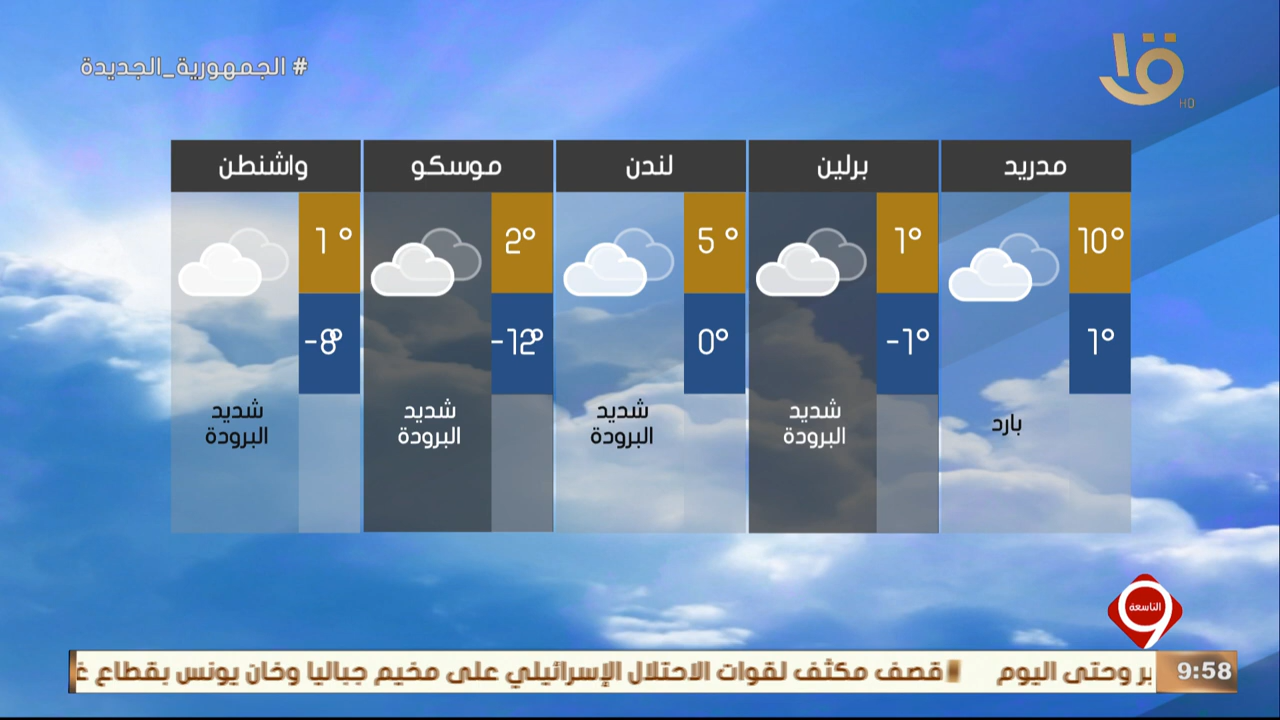 # الجمهورية_الجديدة
HD
مدريد
10°
1°
بارد
برلين
1°
-1°
شديد
البرودة
لندن
5 °
0°
شديد
البرودة
موسكو
2°
-12°
شديد
البرودة
واشنطن
1 °
-8°
شديد
البرودة
التاسعة
9:58
بر وحتى اليوم قصف مكثف لقوات الاحتلال الإسرائيلي على مخيم جباليا وخان يونس بقطاع